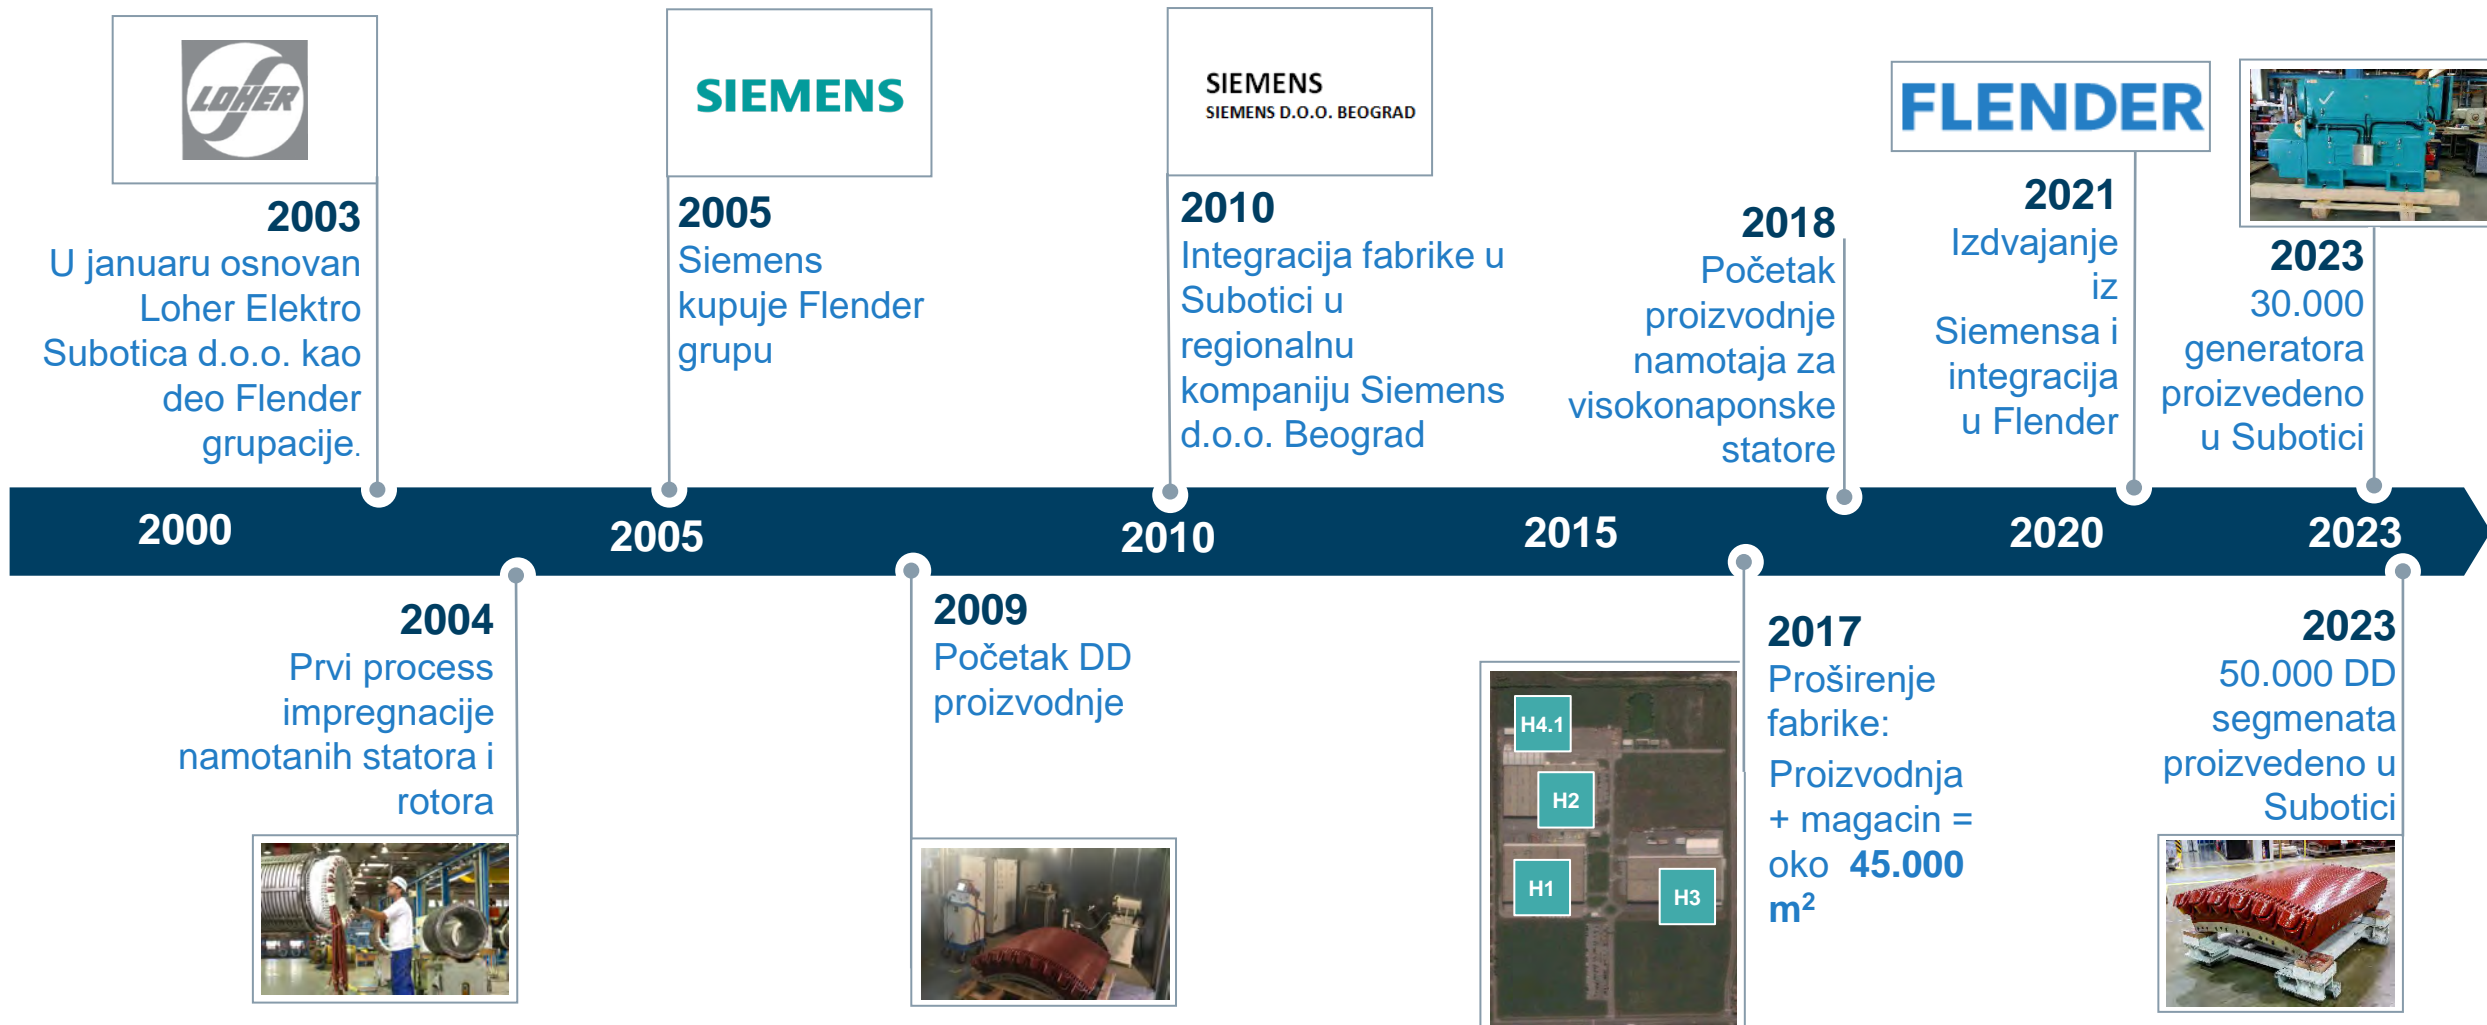 LOHER
2003
U januaru osnovan
Loher Elektro
Subotica d.o.o. kao
deo Flender
grupacije.
SIEMENS
2005
Siemens
kupuje Flender
grupu
SIEMENS
SIEMENS D.O.O. BEOGRAD
2010
Integracija fabrike u
Subotici u
regionalnu
kompaniju Siemens
d.o.o. Beograd
2018
Početak
proizvodnje
namotaja za
visokonaponske
statore
FLENDER
2021
Izdvajanje
iz
Siemensa i
integracija
u Flender
2023
30.000
generatora
proizvedeno
u Subotici
2000
2005
2010
2015
2020
2023
2004
Prvi process
impregnacije
namotanih statora i
rotora
2009
Početak DD
proizvodnje
H4.1
H2
H1
H3
2017
Proširenje
fabrike:
Proizvodnja
+ magacin =
oko 45.000
m²
2023
50.000 DD
segmenata
proizvedeno u
Subotici